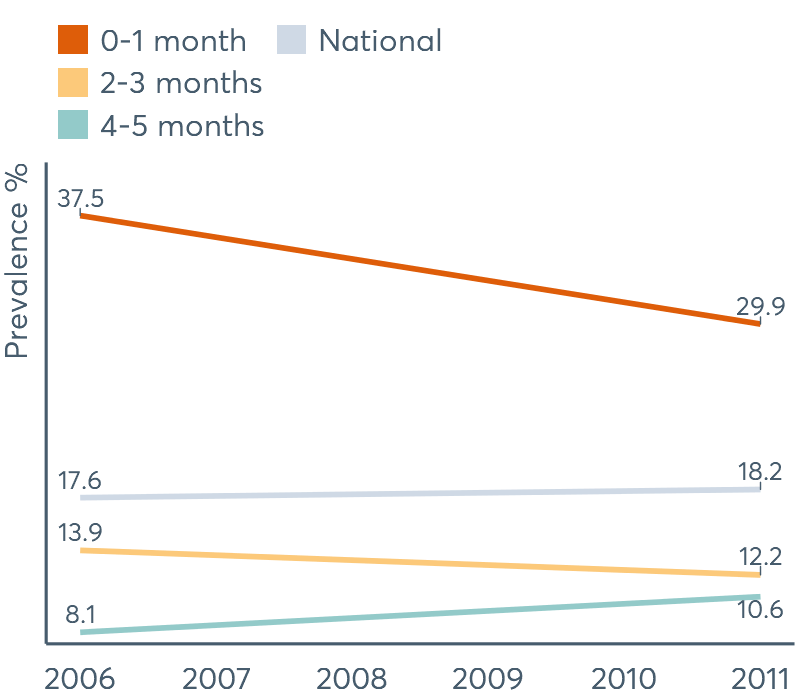 0-1 month
National
2-3 months
4-5 months
Prevalence %
37.5
29.9
17.6
18.2
13.9
12.2
8.1
10.6
2006 2007 2008 2009 2010 2011